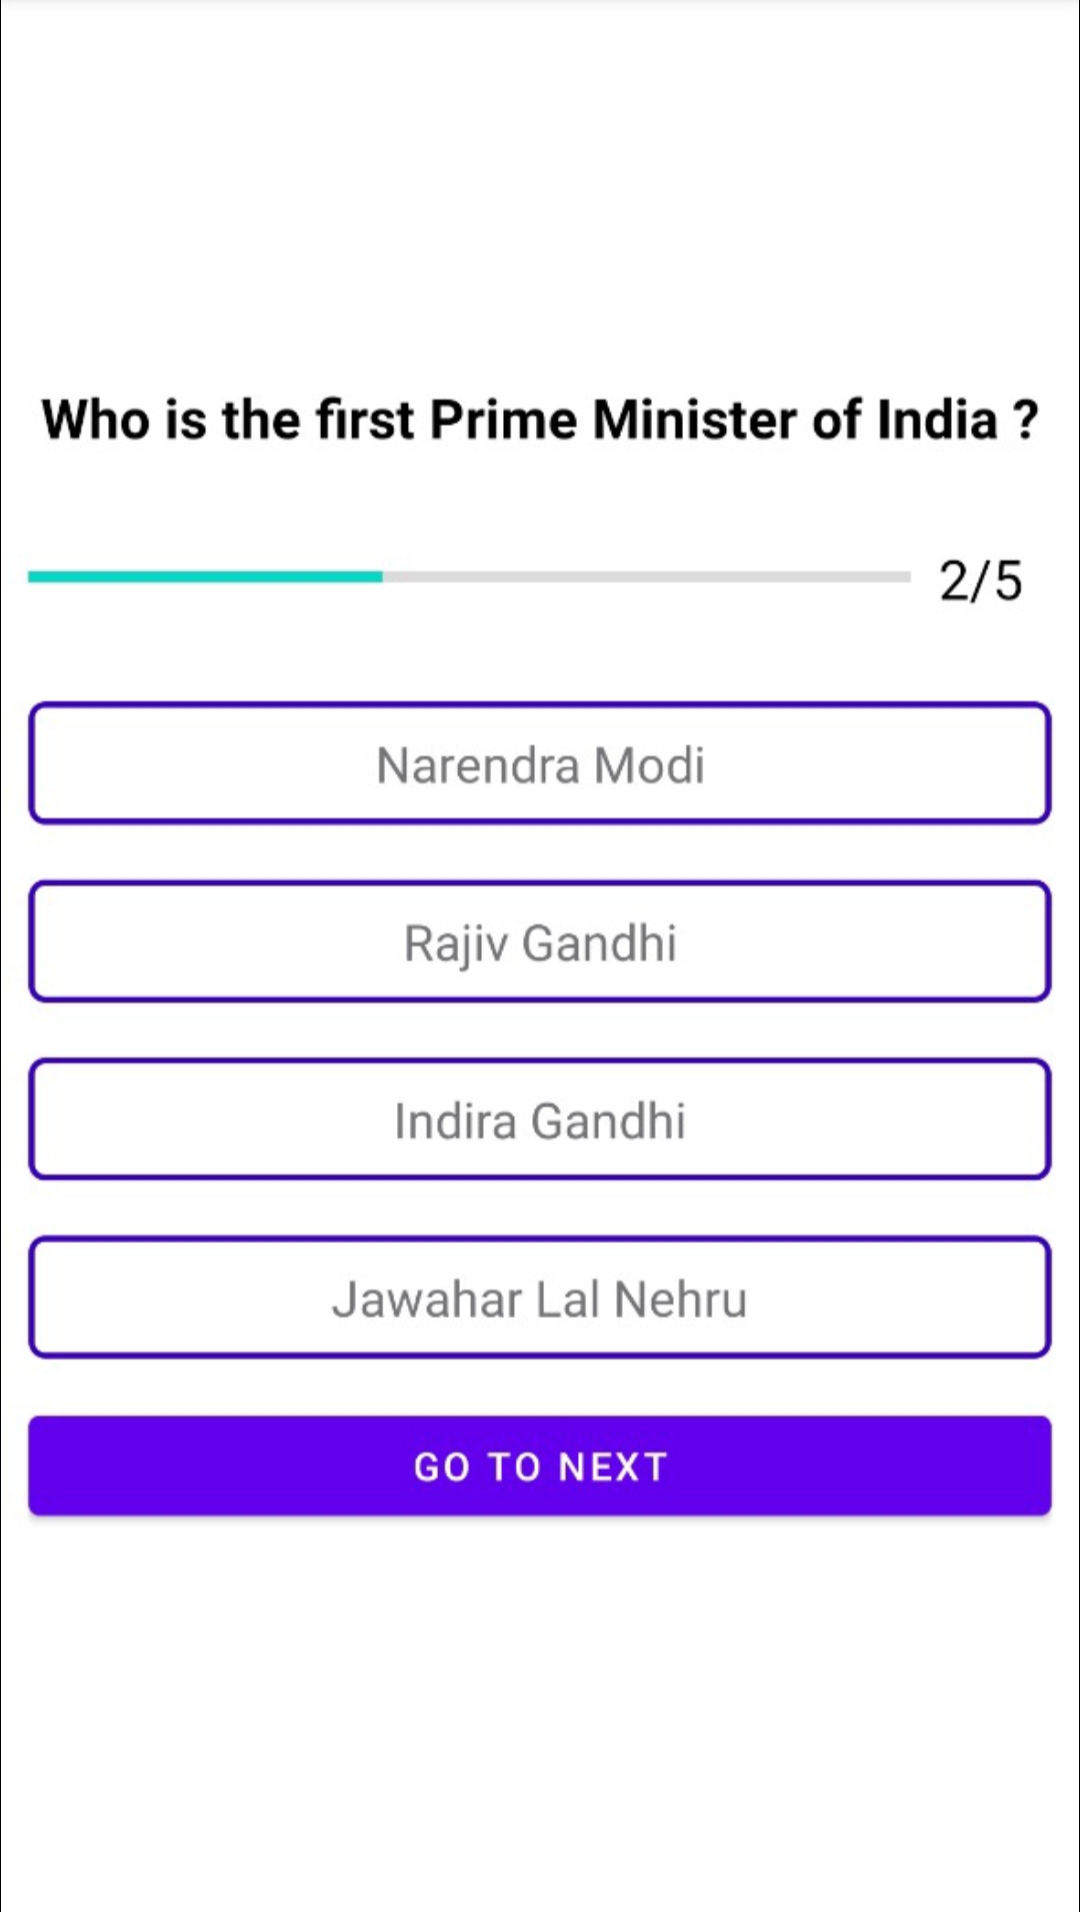 Who is the first Prime Minister of India ?
2/5
Narendra Modi
Rajiv Gandhi
Indira Gandhi
Jawahar Lal Nehru
GO TO NEXT